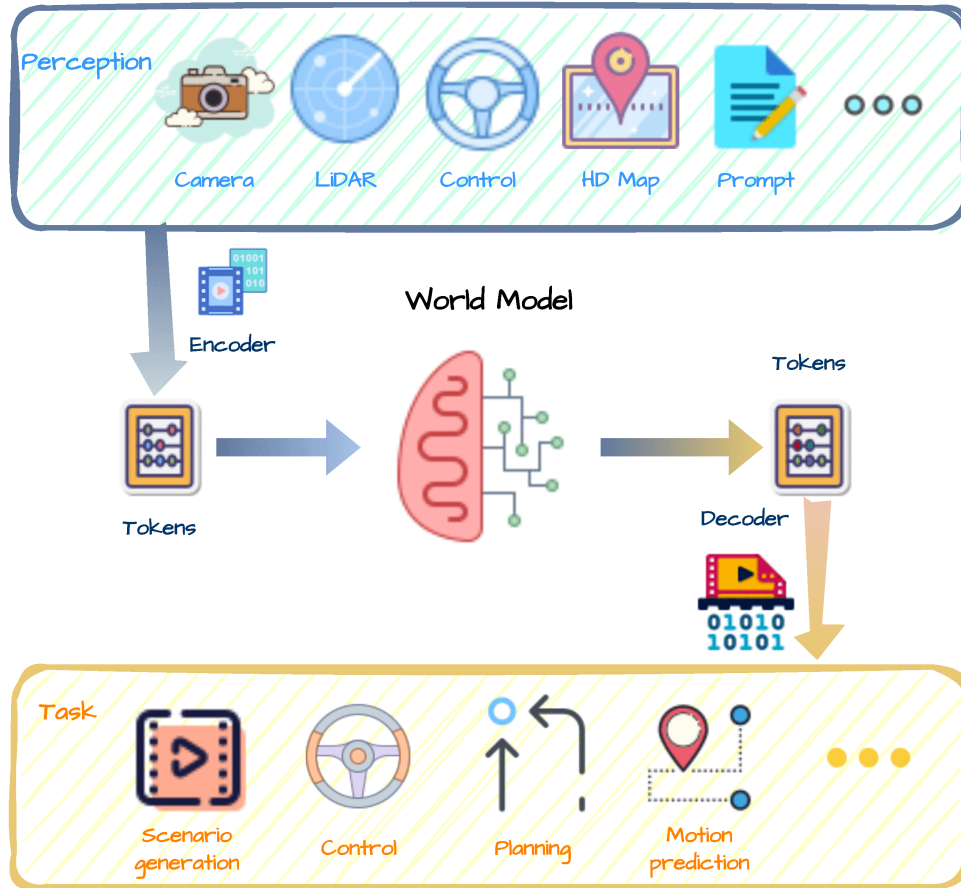 Perception
Camera
LiDAR
Control
HD Map
Prompt
01001
101
010
Encoder
World Model
Tokens
Tokens
Decoder
01010
10101
Task
Scenario
generation
Control
Planning
Motion
prediction